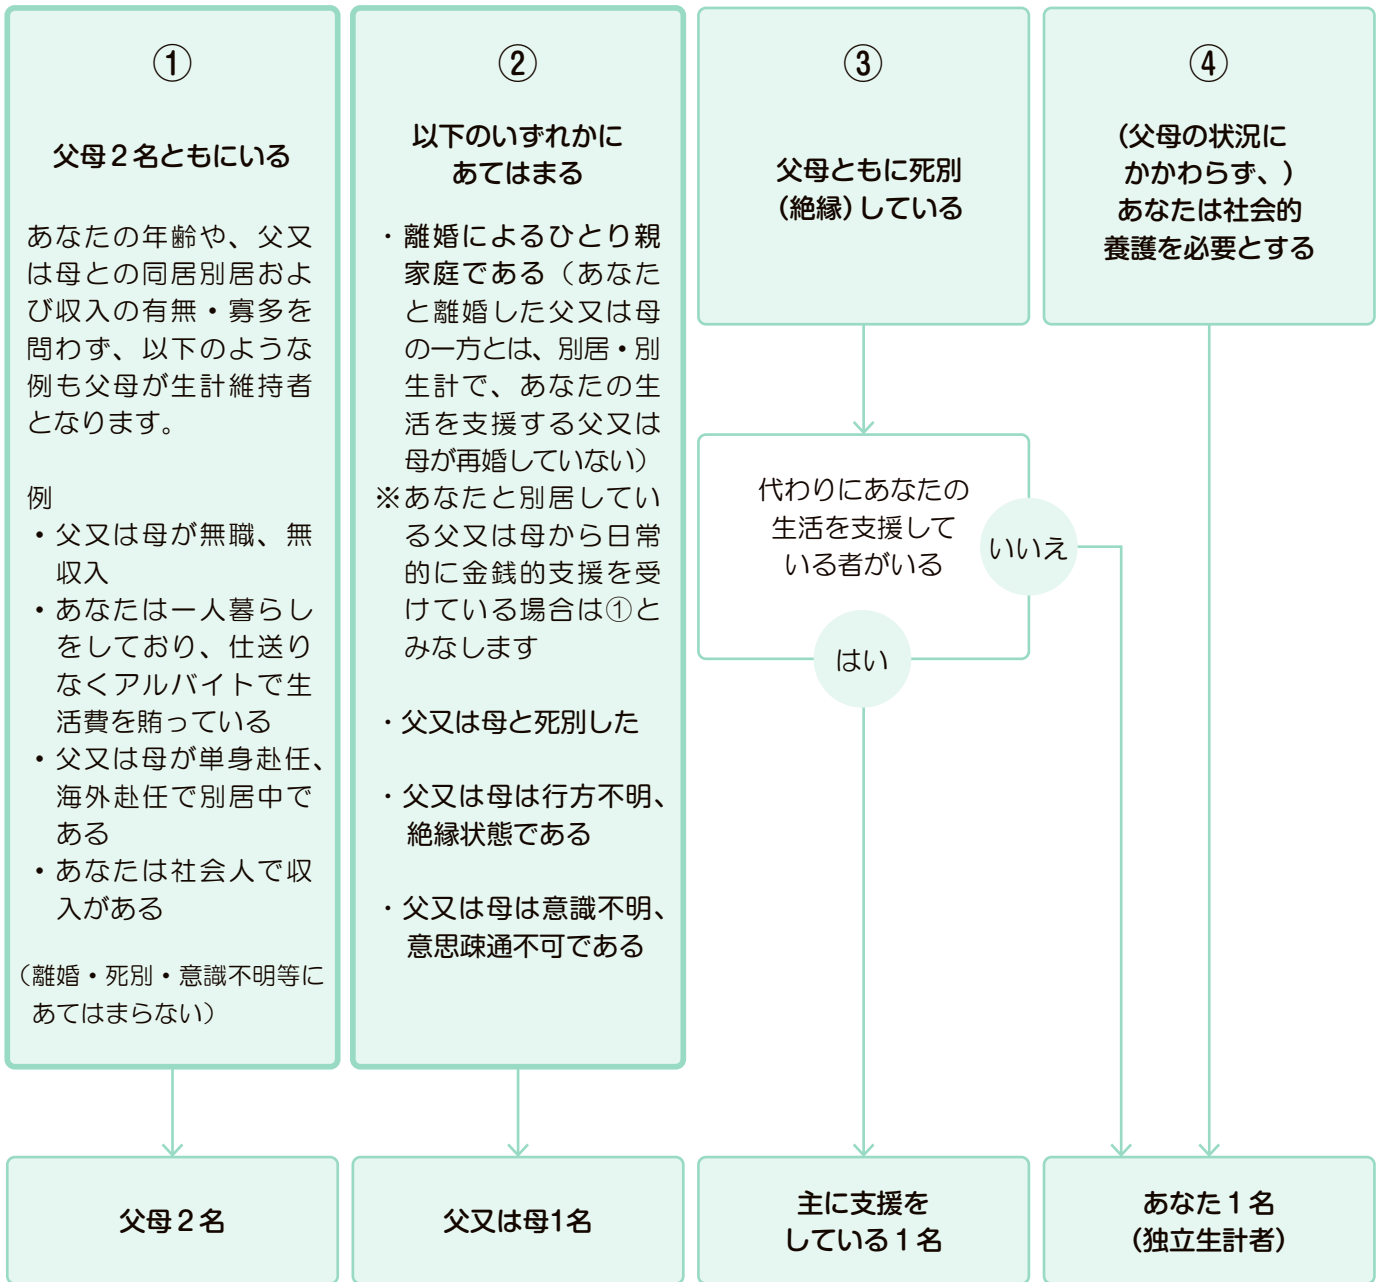 ①
父母２名ともにいる
あなたの年齢や、父又
は母との同居別居およ
び収入の有無・寡多を
問わず、以下のような
例も父母が生計維持者
となります。
例
・父又は母が無職、無
収入
・あなたは一人暮らし
をしており、仕送り
なくアルバイトで生
活費を賄っている
・父又は母が単身赴任、
海外赴任で別居中で
ある
・あなたは社会人で収
入がある
（離婚・死別・意識不明等に
あてはまらない）
②
以下のいずれかに
あてはまる
・離婚によるひとり親
家庭である（あなた
と離婚した父又は母
の一方とは、別居・別
生計で、あなたの生
活を支援する父又は
母が再婚していない）
※あなたと別居してい
る父又は母から日常
的に金銭的支援を受
けている場合は①と
みなします
・父又は母と死別した
・父又は母は行方不明、
絶縁状態である
・父又は母は意識不明、
意思疎通不可である
③
父母ともに死別
（絶縁）している
④
（父母の状況に
かかわらず、）
あなたは社会的
養護を必要とする
代わりにあなたの
生活を支援して
いる者がいる
いいえ
はい
父母２名
父又は母1名
主に支援を
している１名
あなた１名
（独立生計者）